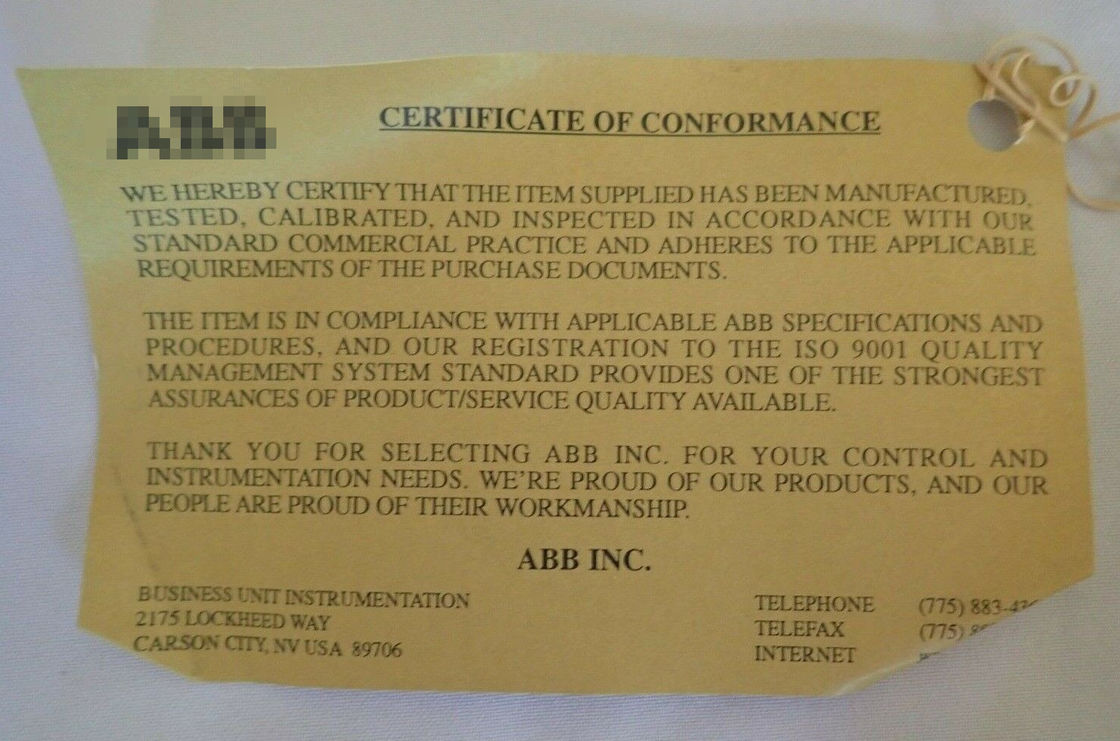 CERTIFICATE OF CONFORMANCE
WE HEREBY CERTIFY THAT THE ITEM SUPPLIED HAS BEEN MANUFACTURED,
TESTED, CALIBRATED, AND INSPECTED IN ACCORDANCE WITH OUR
STANDARD COMMERCIAL PRACTICE AND ADHERES TO THE APPLICABLE
REQUIREMENTS OF THE PURCHASE DOCUMENTS.
THE ITEM IS IN COMPLIANCE WITH APPLICABLE ABB SPECIFICATIONS AND
PROCEDURES, AND OUR REGISTRATION TO THE ISO 9001 QUALITY
MANAGEMENT SYSTEM STANDARD PROVIDES ONE OF THE STRONGEST
ASSURANCES OF PRODUCT/SERVICE QUALITY AVAILABLE.
THANK YOU FOR SELECTING ABB INC. FOR YOUR CONTROL AND
INSTRUMENTATION NEEDS. WE'RE PROUD OF OUR PRODUCTS, AND OUR
PEOPLE ARE PROUD OF THEIR WORKMANSHIP.
ABB INC.
BUSINESS UNIT INSTRUMENTATION
2175 LOCKHEED WAY
CARSON CITY, NV USA 89706
TELEPHONE (775)
TELEFAX (775)
INTERNET